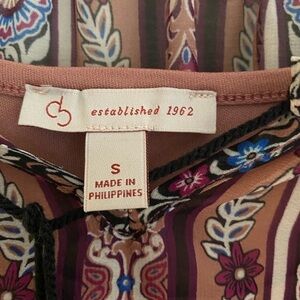 established 1962
S
MADE IN
PHILIPPINES